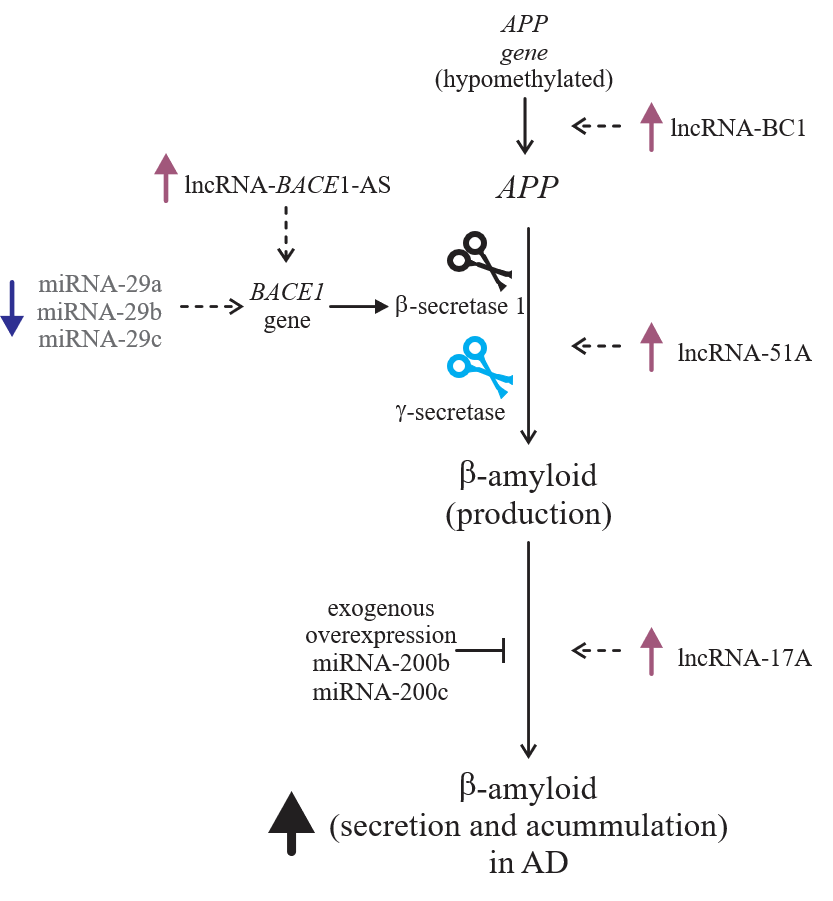 APP
gene
(hypomethylated)
lncRNA-BC1
APP
lncRNA-BACE1-AS
miRNA-29a
miRNA-29b
miRNA-29c
BACE1
gene
β-secretase 1
γ-secretase
lncRNA-51A
β-amyloid
(production)
exogenous
overexpression
miRNA-200b
miRNA-200c
lncRNA-17A
β-amyloid
(secretion and acummulation)
in AD